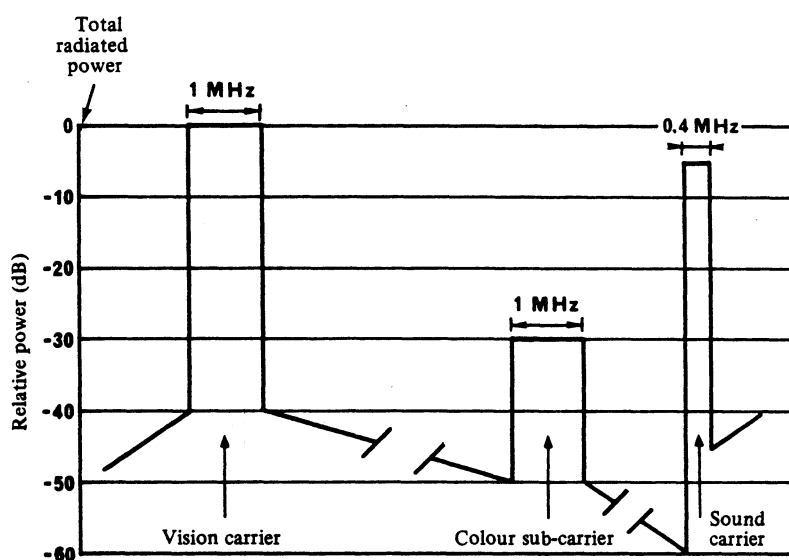 Total
radiated
power
1 MHz
0
0.4 MHz
-10
-20
1 MHz
-30
-40
-50
-60
Relative power (dB)
Vision carrier
Colour sub-carrier
Sound
carrier